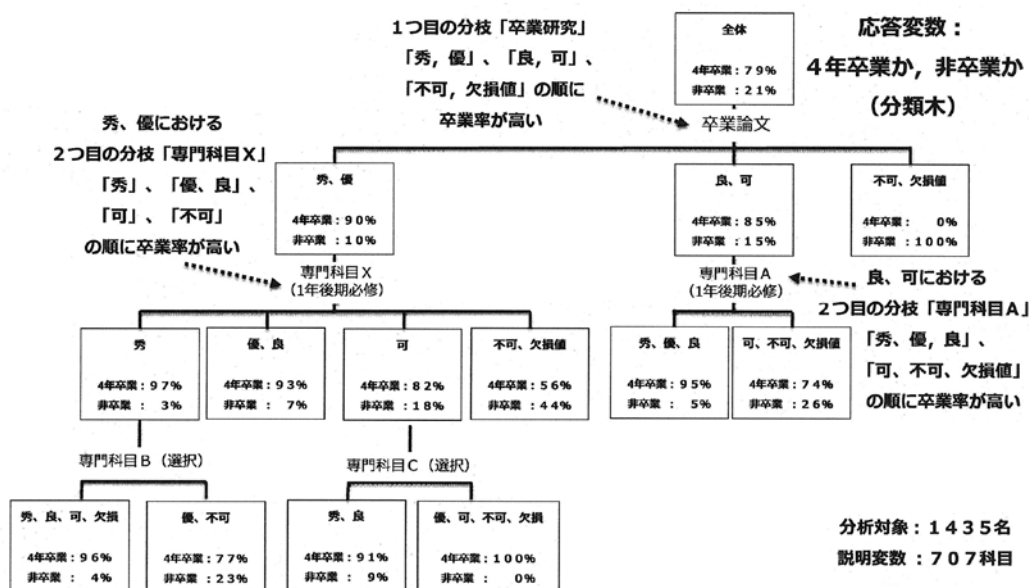 1つ目の分枝「卒業研究」
「秀, 優」、「良, 可」、
「不可, 欠損値」の順に
卒業率が高い
全体
4年卒業：79%
非卒業 ：21%
応答変数：
4年卒業か, 非卒業か
（分類木）
卒業論文
秀、優における
2つ目の分枝「専門科目X」
「秀」、「優、良」、
「可」、「不可」
の順に卒業率が高い
秀、優
4年卒業：90%
非卒業 ：10%
良、可
4年卒業：85%
非卒業 ：15%
不可、欠損値
4年卒業： 0%
非卒業 ：100%
専門科目X
（1年後期必修）
専門科目A
（1年後期必修）
良、可における
2つ目の分枝「専門科目A」
「秀、優, 良」、
「可、不可、欠損値」
の順に卒業率が高い
秀
4年卒業：97%
非卒業 ： 3%
優、良
4年卒業：93%
非卒業 ： 7%
可
4年卒業：82%
非卒業 ：18%
不可、欠損値
4年卒業：56%
非卒業 ：44%
秀、優、良
4年卒業：95%
非卒業 ： 5%
可、不可、欠損値
4年卒業：74%
非卒業 ：26%
専門科目B（選択）
専門科目C（選択）
秀、良、可、欠損
4年卒業：96%
非卒業 ： 4%
優、不可
4年卒業：77%
非卒業 ：23%
秀、良
4年卒業：91%
非卒業 ： 9%
優、可、不可、欠損
4年卒業：100%
非卒業 ： 0%
分析対象：1435名
説明変数 ：707科目